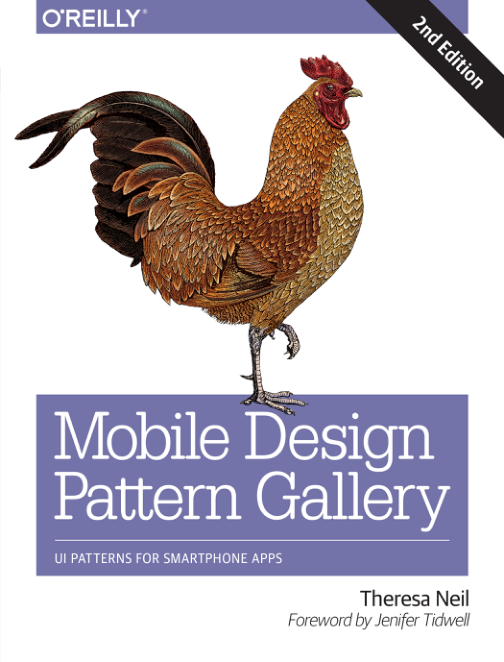 O'REILLY®
2nd Edition
Mobile Design
Pattern Gallery
UI PATTERNS FOR SMARTPHONE APPS
Theresa Neil
Foreword by Jenifer Tidwell